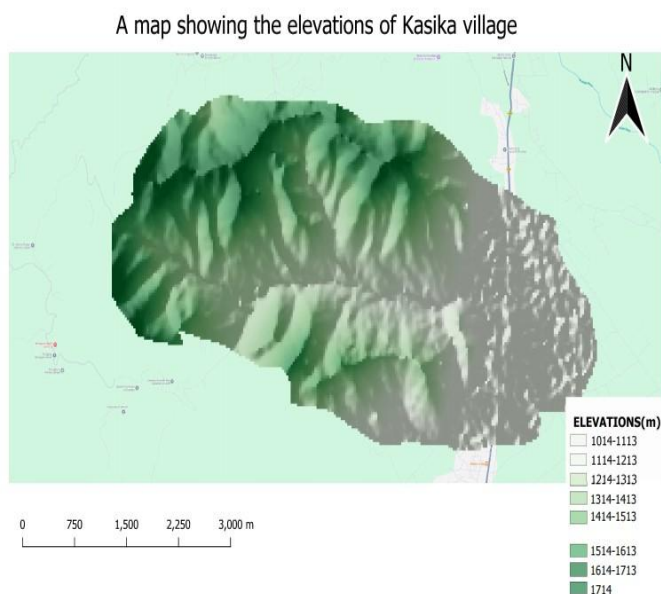 A map showing the elevations of Kasika village
N
ELEVATIONS(m)
1014-1113
1114-1213
1214-1313
1314-1413
1414-1513
1514-1613
1614-1713
1714
0 750 1,500 2,250 3,000 m